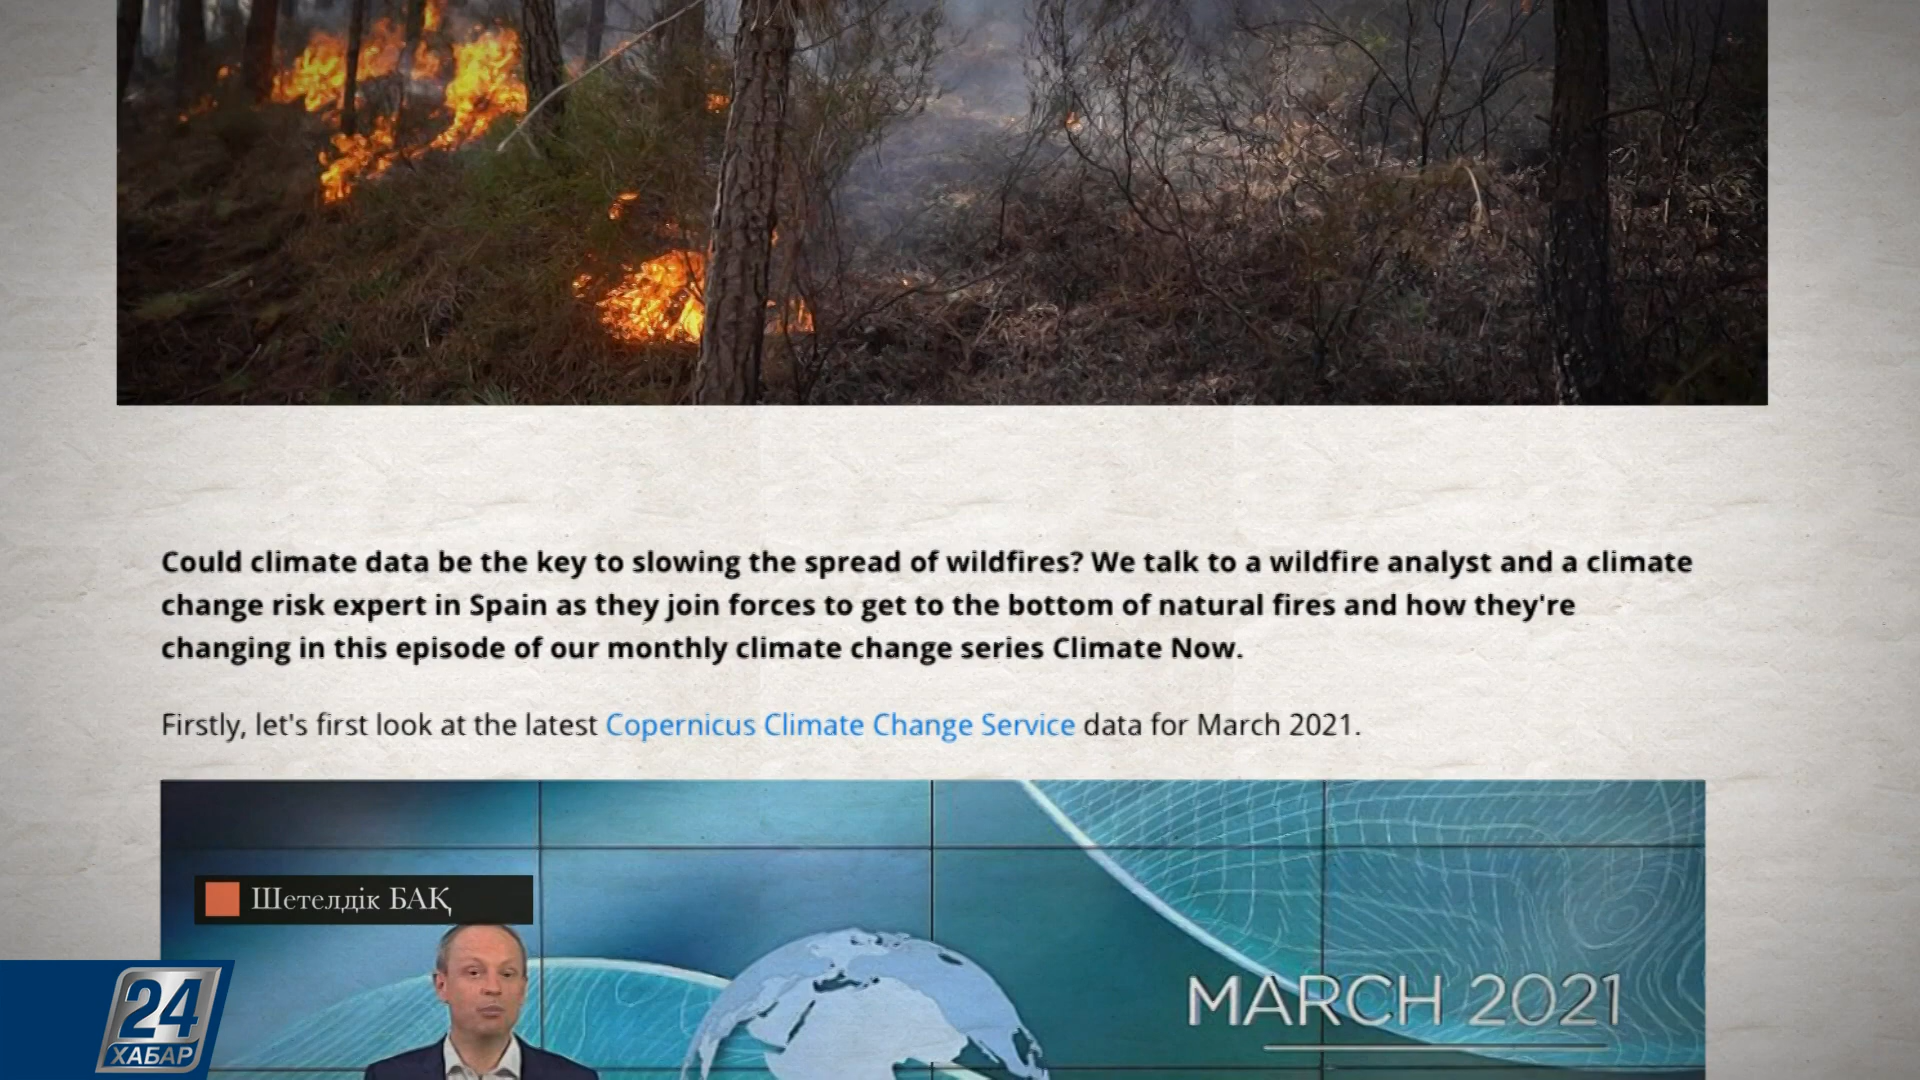 Could climate data be the key to slowing the spread of wildfires? We talk to a wildfire analyst and a climate
change risk expert in Spain as they join forces to get to the bottom of natural fires and how they're
changing in this episode of our monthly climate change series Climate Now.
Firstly, let's first look at the latest Copernicus Climate Change Service data for March 2021.
Шетелдік БАҚ
MARCH 2021
24
ХАБАР